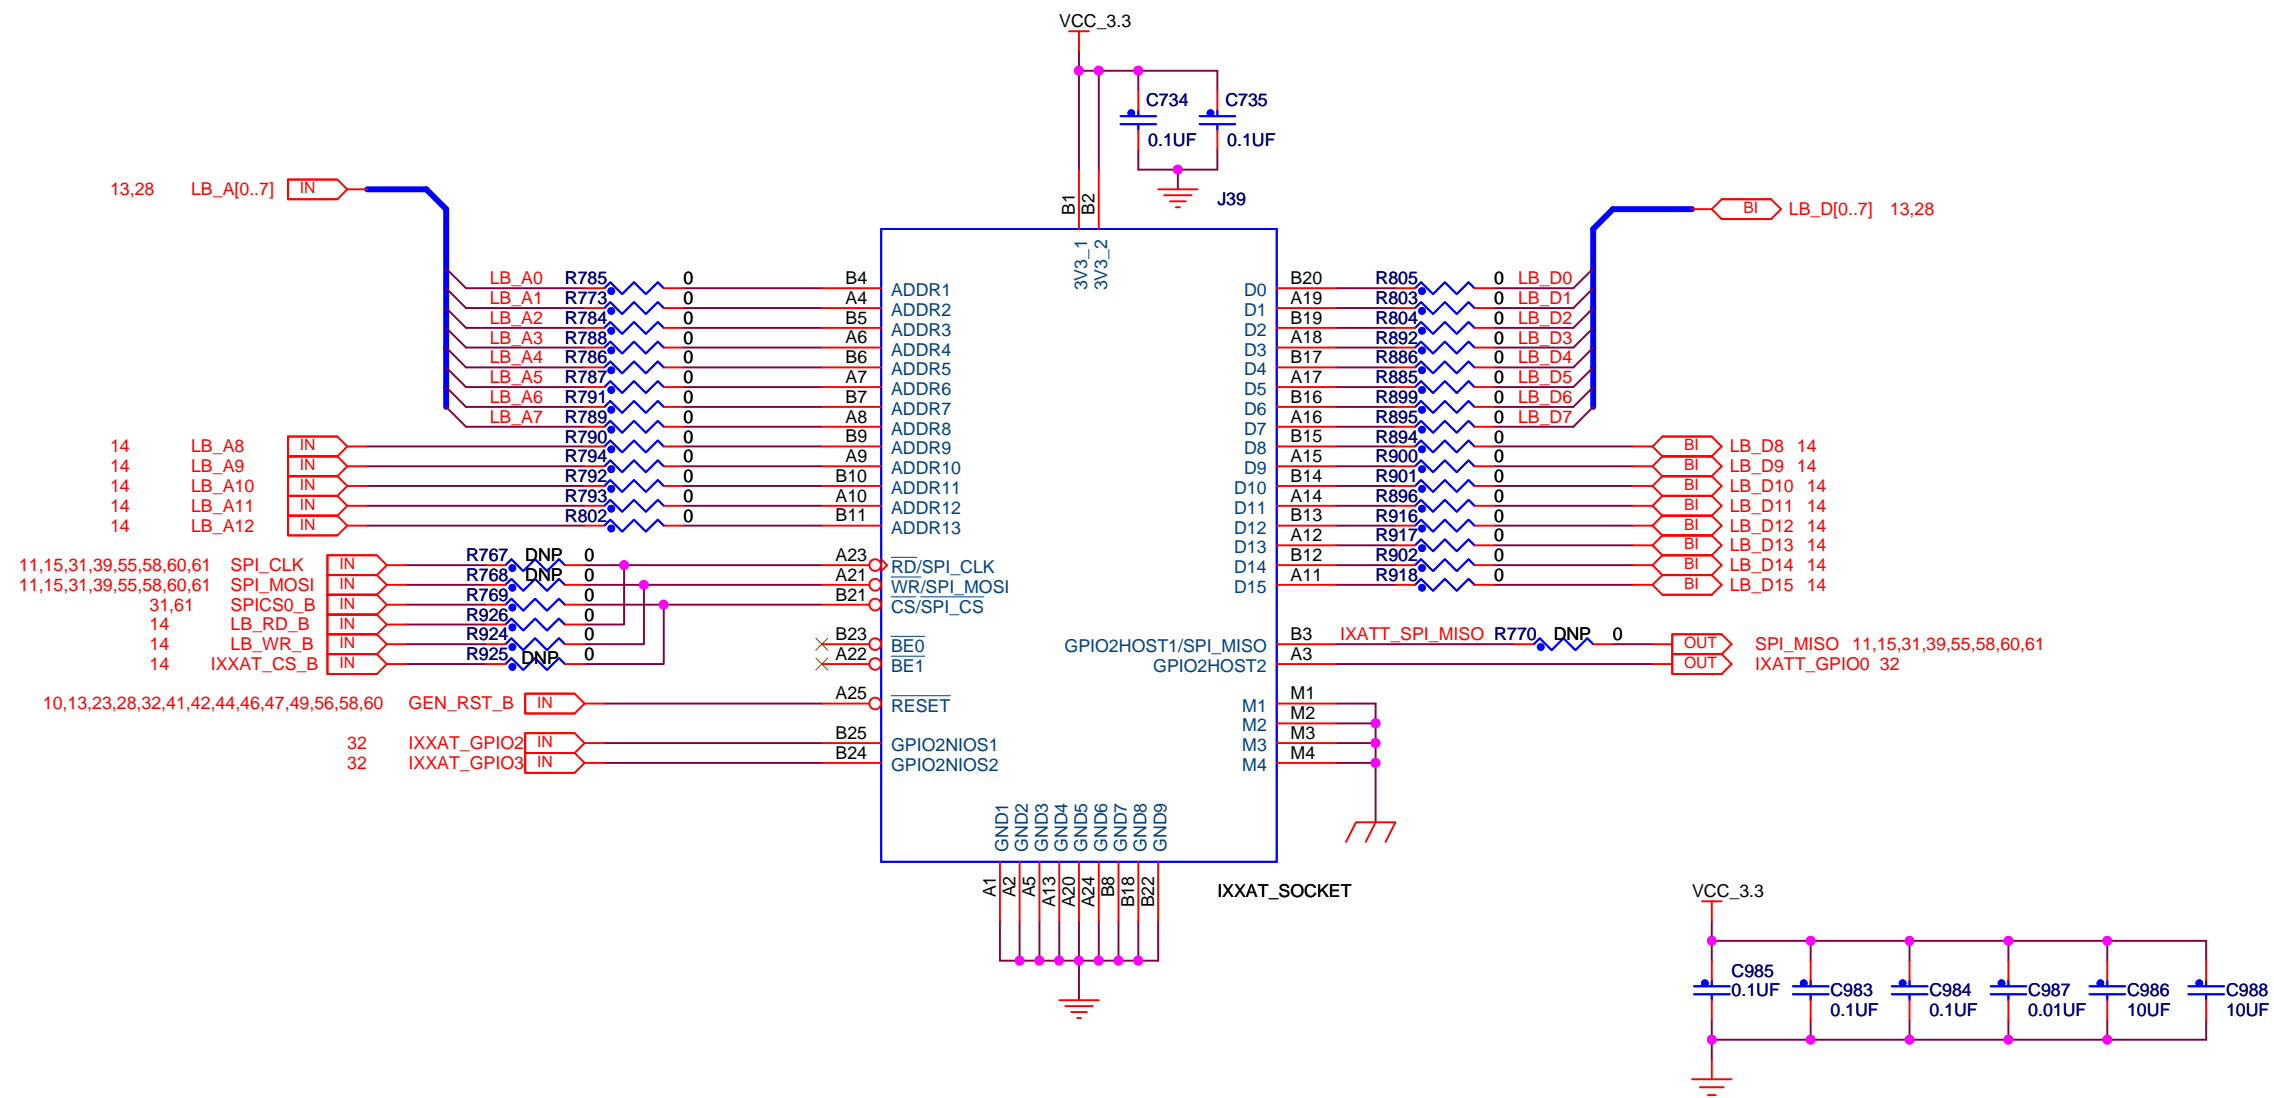 VCC_3.3
C734 C735
0.1UF 0.1UF
13,28 LB_A[0..7] IN
B1 B2 J39
BI LB_D[0..7] 13,28
3V3_1 3V3_2
LB_A0 R785 0 B4 ADDR1 D0 B20 R805 0 LB_D0
LB_A1 R773 0 A4 ADDR2 D1 A19 R803 0 LB_D1
LB_A2 R784 0 B5 ADDR3 D2 B19 R804 0 LB_D2
LB_A3 R788 0 A6 ADDR4 D3 A18 R892 0 LB_D3
LB_A4 R786 0 B6 ADDR5 D4 B17 R886 0 LB_D4
LB_A5 R787 0 A7 ADDR6 D5 A17 R885 0 LB_D5
LB_A6 R791 0 B7 ADDR7 D6 B16 R899 0 LB_D6
LB_A7 R789 0 A8 ADDR8 D7 A16 R895 0 LB_D7
14 LB_A8 IN R790 0 B9 ADDR9 D8 B15 R894 0 BI LB_D8 14
14 LB_A9 IN R794 0 A9 ADDR10 D9 A15 R900 0 BI LB_D9 14
14 LB_A10 IN R792 0 B10 ADDR11 D10 B14 R901 0 BI LB_D10 14
14 LB_A11 IN R793 0 A10 ADDR12 D11 A14 R896 0 BI LB_D11 14
14 LB_A12 IN R802 0 B11 ADDR13 D12 B13 R916 0 BI LB_D12 14
D13 A12 R917 0 BI LB_D13 14
11,15,31,39,55,58,60,61 SPI_CLK IN R767 DNP 0 A23 RD/SPI_CLK D14 B12 R902 0 BI LB_D14 14
11,15,31,39,55,58,60,61 SPI_MOSI IN R768 DNP 0 A21 WR/SPI_MOSI D15 A11 R918 0 BI LB_D15 14
31,61 SPICS0_B IN R769 0 B21 CS/SPI_CS
14 LB_RD_B IN R926 0
14 LB_WR_B IN R924 0 B23 BE0 GPIO2HOST1/SPI_MISO B3 IXATT_SPI_MISO R770 DNP 0 OUT SPI_MISO 11,15,31,39,55,58,60,61
14 IXXAT_CS_B IN R925 DNP 0 A22 BE1 GPIO2HOST2 A3 OUT IXATT_GPIO0 32
10,13,23,28,32,41,42,44,46,47,49,56,58,60 GEN_RST_B IN A25 RESET M1 M1
M2 M2
32 IXXAT_GPIO2 IN B25 GPIO2NIOS1 M3 M3
32 IXXAT_GPIO3 IN B24 GPIO2NIOS2 M4 M4
GND1 GND2 GND3 GND4 GND5 GND6 GND7 GND8 GND9
A1 A2 A5 A13 A20 A24 B8 B18 B22
IXXAT_SOCKET
VCC_3.3
C985 C983 C984 C987 C986 C988
0.1UF 0.1UF 0.1UF 0.01UF 10UF 10UF